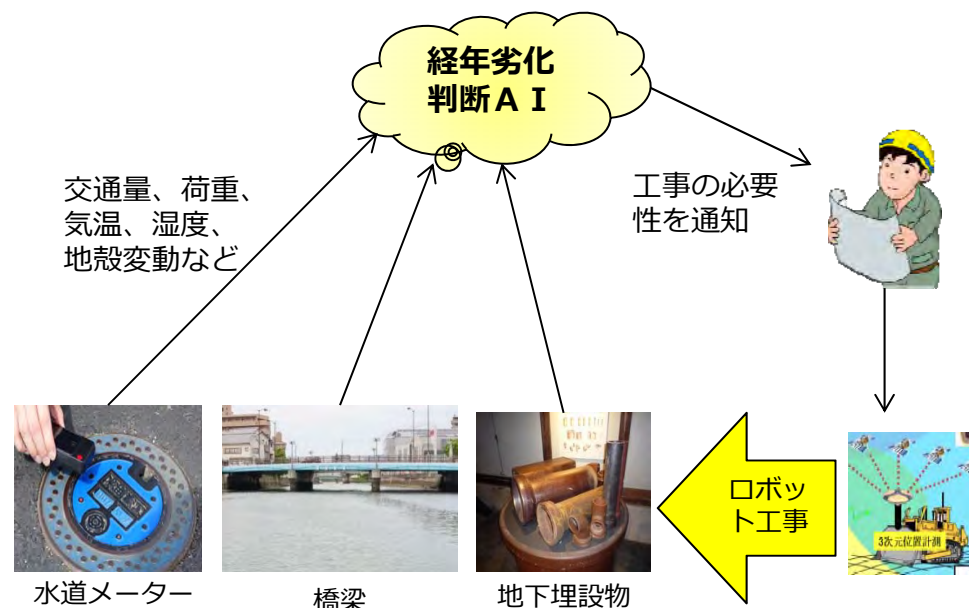 経年劣化
判断ＡＩ
交通量、荷重、
気温、湿度、
地殻変動など
工事の必要
性を通知
ロボッ
ト工事
3次元位置計測
水道メーター
橋梁
地下埋設物